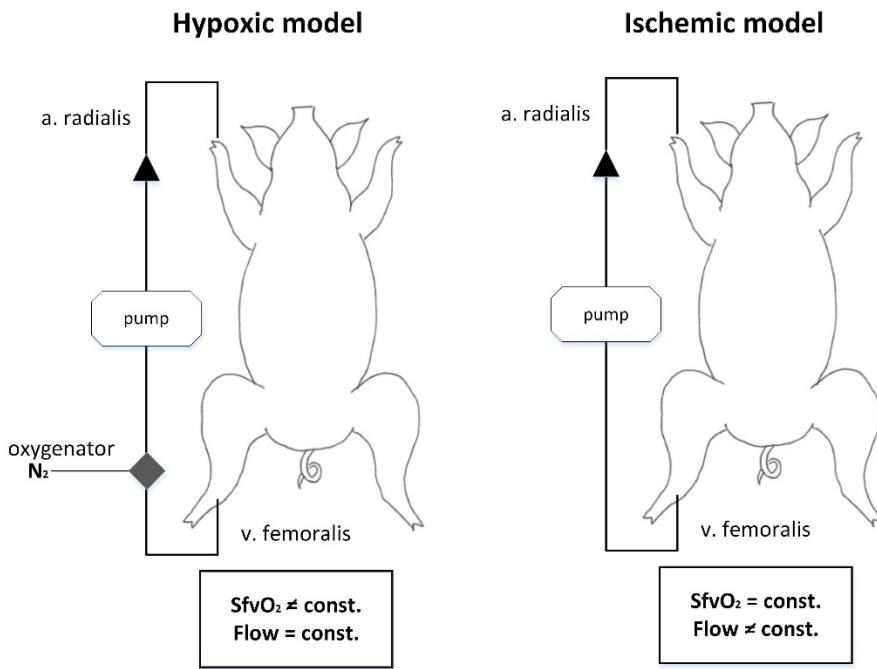 Hypoxic model
a. radialis
pump
oxygenator
N₂
v. femoralis
SfvO₂ ≠ const.
Flow = const.
Ischemic model
a. radialis
pump
v. femoralis
SfvO₂ = const.
Flow ≠ const.